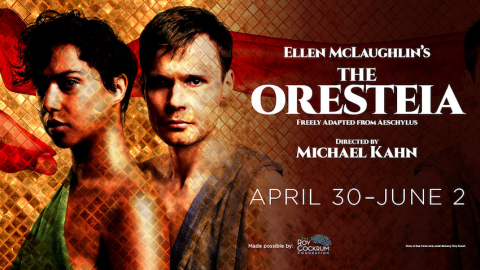 ELLEN MCLAUGHLIN'S
THE
ORESTEIA
FREELY ADAPTED FROM AESCHYLUS
DIRECTED BY
MICHAEL KAHN
APRIL 30–JUNE 2
Made possible by:
THE
ROY
COCKRUM
FOUNDATION